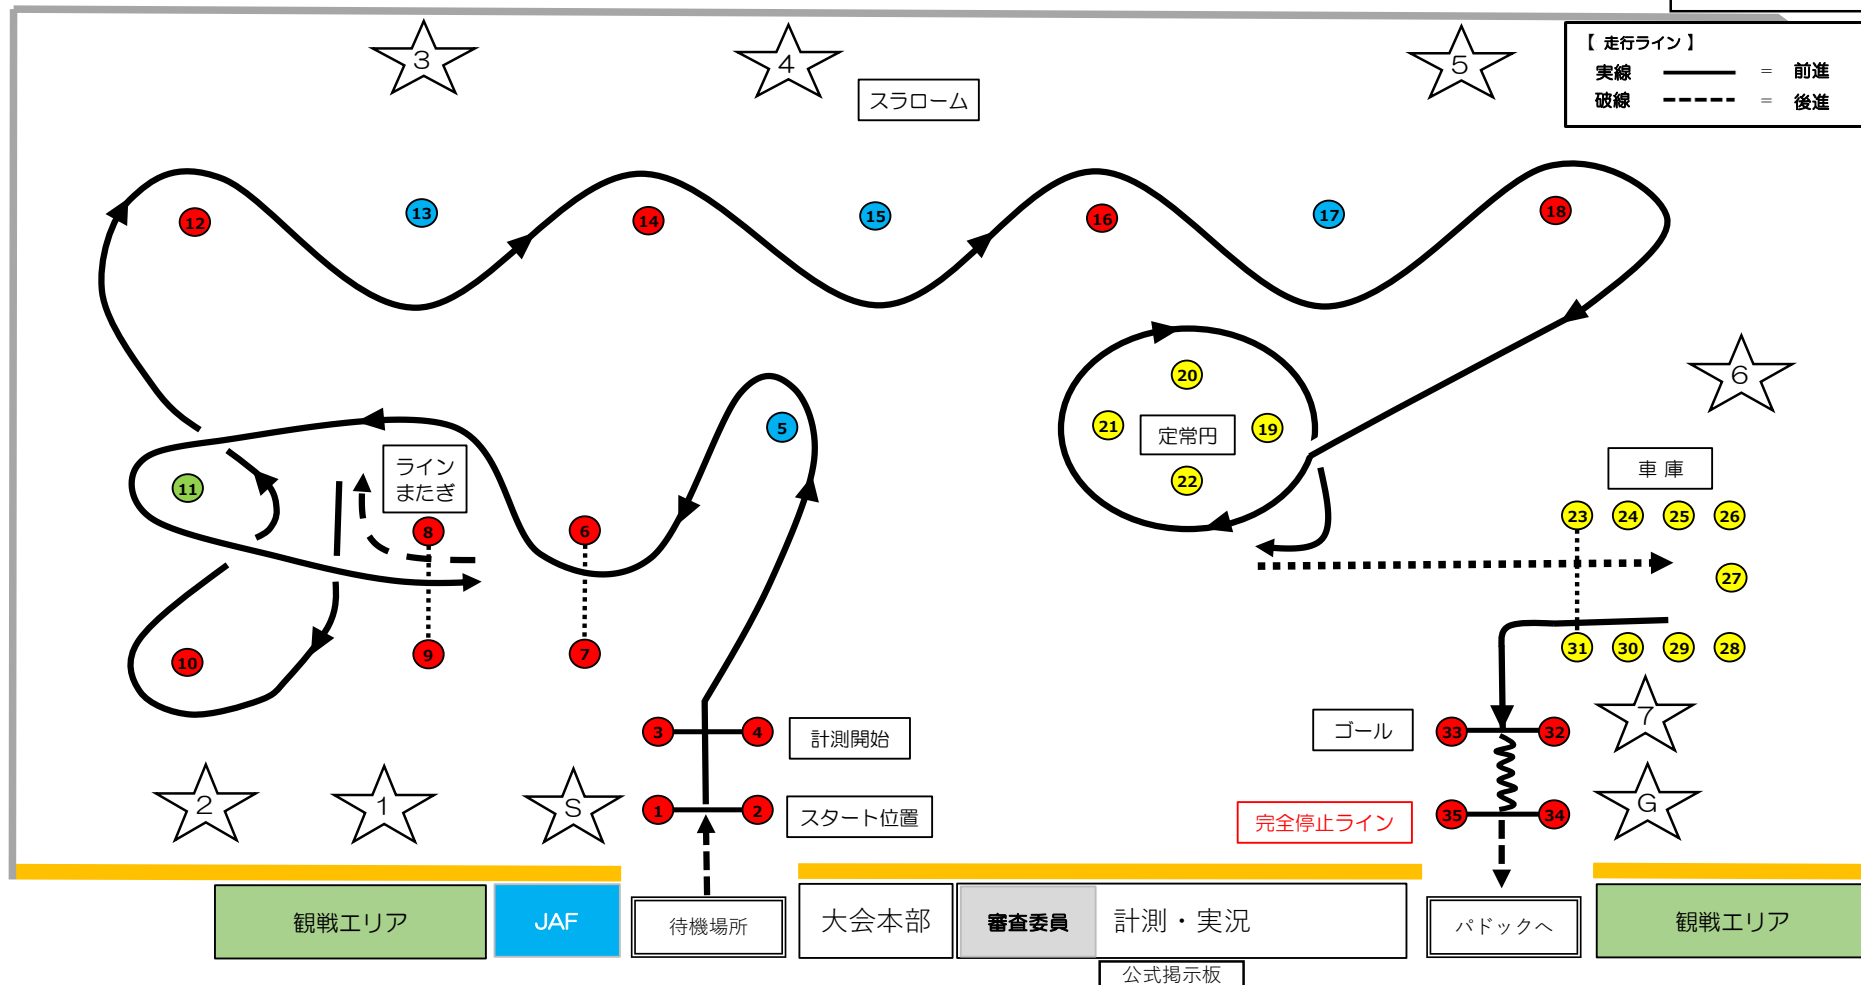 3
4
5
【 走行ライン 】
実線 = 前進
破線 = 後進
スラローム
12
13
14
15
16
17
18
6
20
21
定常円
19
22
5
ライン
またぎ
11
8
6
車 庫
23
24
25
26
27
10
9
7
31
30
29
28
3
4
計測開始
ゴール
33
32
7
2
1
S
1
2
スタート位置
完全停止ライン
35
34
G
観戦エリア
JAF
待機場所
大会本部
審査委員
計測・実況
パドックへ
観戦エリア
公式掲示板